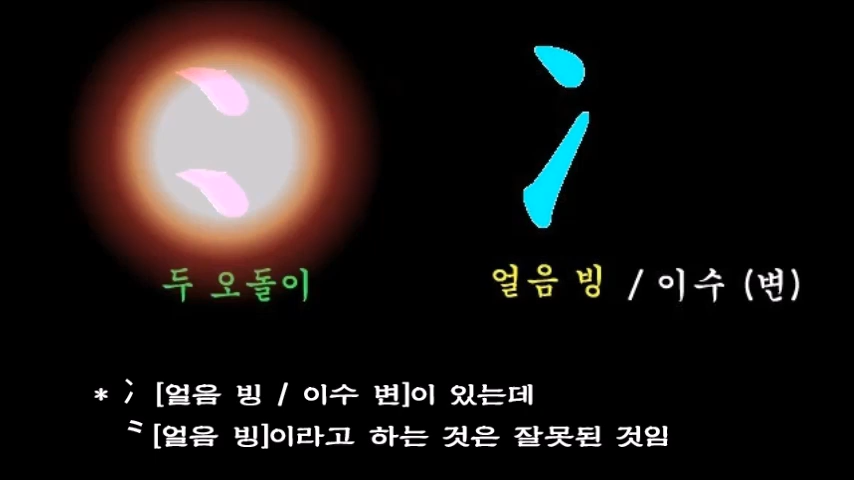 ⺀ 冫
두 오돌이 얼음 빙 / 이수 (변)
* 冫 [얼음 빙 / 이수 변]이 있는데
⺀ [얼음 빙]이라고 하는 것은 잘못된 것임